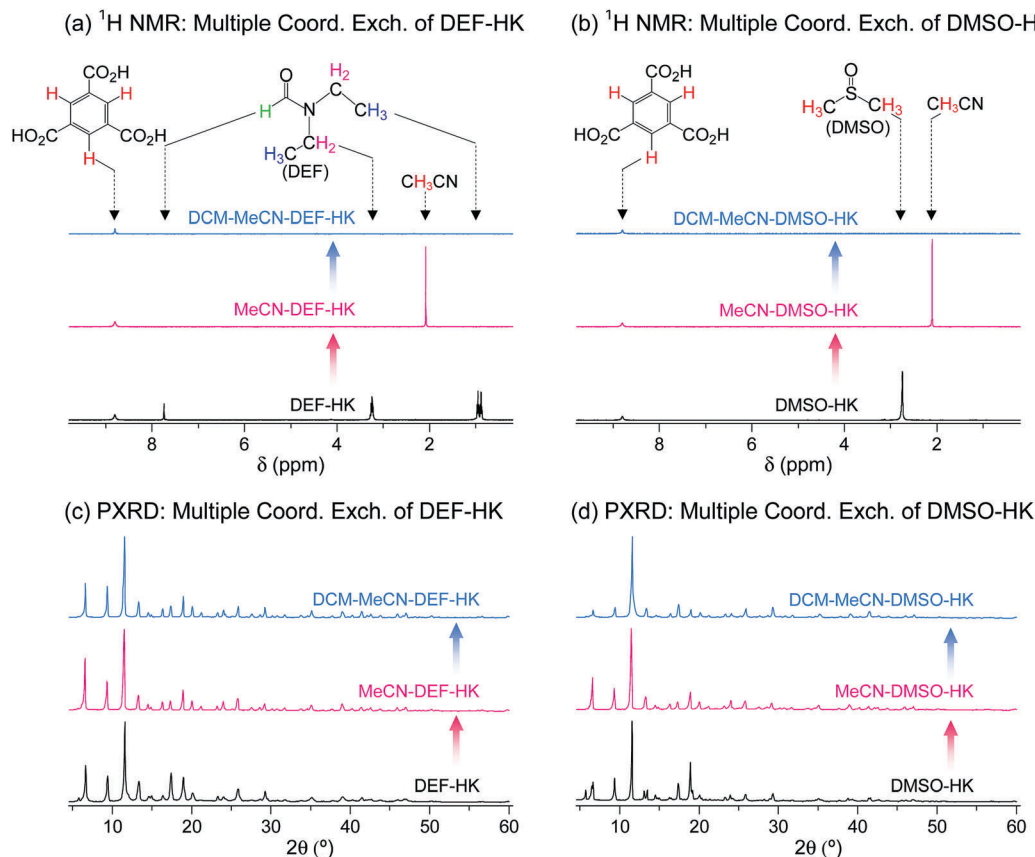 (a) ¹H NMR: Multiple Coord. Exch. of DEF-HK
CO₂H
H H
HO₂C CO₂H
H
O
H₂
H
N
H₃
H₂
H₃C
(DEF)
CH₃CN
DCM-MeCN-DEF-HK
MeCN-DEF-HK
DEF-HK
8 6 4 2
δ (ppm)
(b) ¹H NMR: Multiple Coord. Exch. of DMSO-H
CO₂H
H H
HO₂C CO₂H
H
O
S
H₃C CH₃
(DMSO)
CH₃CN
DCM-MeCN-DMSO-HK
MeCN-DMSO-HK
DMSO-HK
8 6 4 2
δ (ppm)
(c) PXRD: Multiple Coord. Exch. of DEF-HK
DCM-MeCN-DEF-HK
MeCN-DEF-HK
DEF-HK
10 20 30 40 50 60
2θ (º)
(d) PXRD: Multiple Coord. Exch. of DMSO-HK
DCM-MeCN-DMSO-HK
MeCN-DMSO-HK
DMSO-HK
10 20 30 40 50 60
2θ (º)